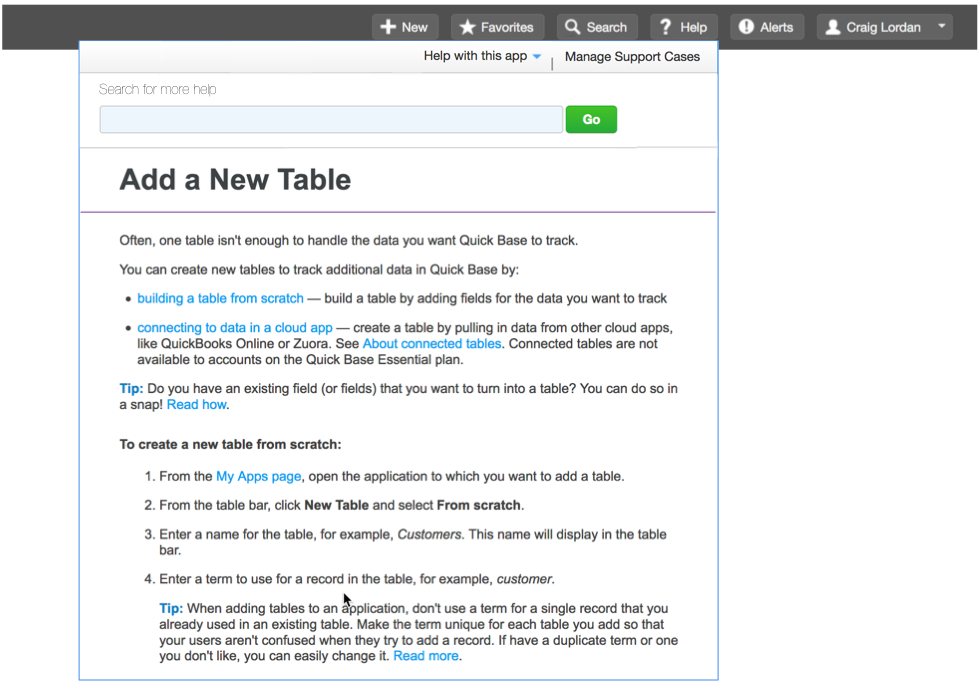 New Favorites Search Help Alerts Craig Lordan
Help with this app | Manage Support Cases
Search for more help
Go
Add a New Table
Often, one table isn't enough to handle the data you want Quick Base to track.
You can create new tables to track additional data in Quick Base by:
• building a table from scratch — build a table by adding fields for the data you want to track
• connecting to data in a cloud app — create a table by pulling in data from other cloud apps,
like QuickBooks Online or Zuora. See About connected tables. Connected tables are not
available to accounts on the Quick Base Essential plan.
Tip: Do you have an existing field (or fields) that you want to turn into a table? You can do so in
a snap! Read how.
To create a new table from scratch:
1. From the My Apps page, open the application to which you want to add a table.
2. From the table bar, click New Table and select From scratch.
3. Enter a name for the table, for example, Customers. This name will display in the table
bar.
4. Enter a term to use for a record in the table, for example, customer.
Tip: When adding tables to an application, don't use a term for a single record that you
already used in an existing table. Make the term unique for each table you add so that
your users aren't confused when they try to add a record. If have a duplicate term or one
you don't like, you can easily change it. Read more.